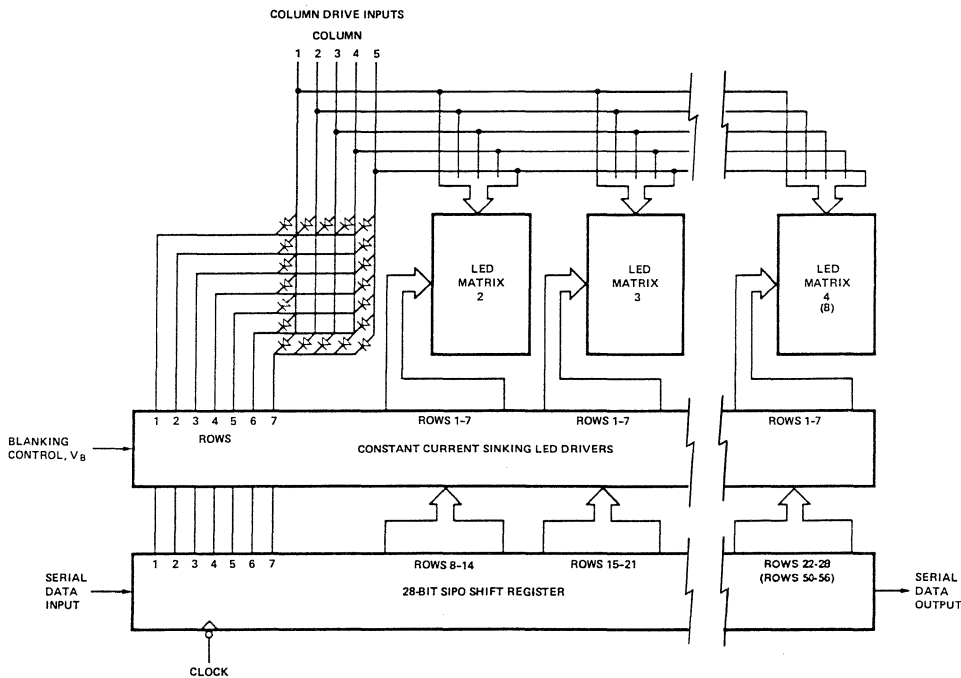 COLUMN DRIVE INPUTS
COLUMN
1 2 3 4 5
LED MATRIX 2
LED MATRIX 3
LED MATRIX 4 (8)
1 2 3 4 5 6 7
ROWS
ROWS 1-7
ROWS 1-7
ROWS 1-7
BLANKING CONTROL, VB
CONSTANT CURRENT SINKING LED DRIVERS
1 2 3 4 5 6 7
ROWS 8-14
ROWS 15-21
ROWS 22-28
(ROWS 50-56)
SERIAL DATA INPUT
28-BIT SIPO SHIFT REGISTER
SERIAL DATA OUTPUT
CLOCK